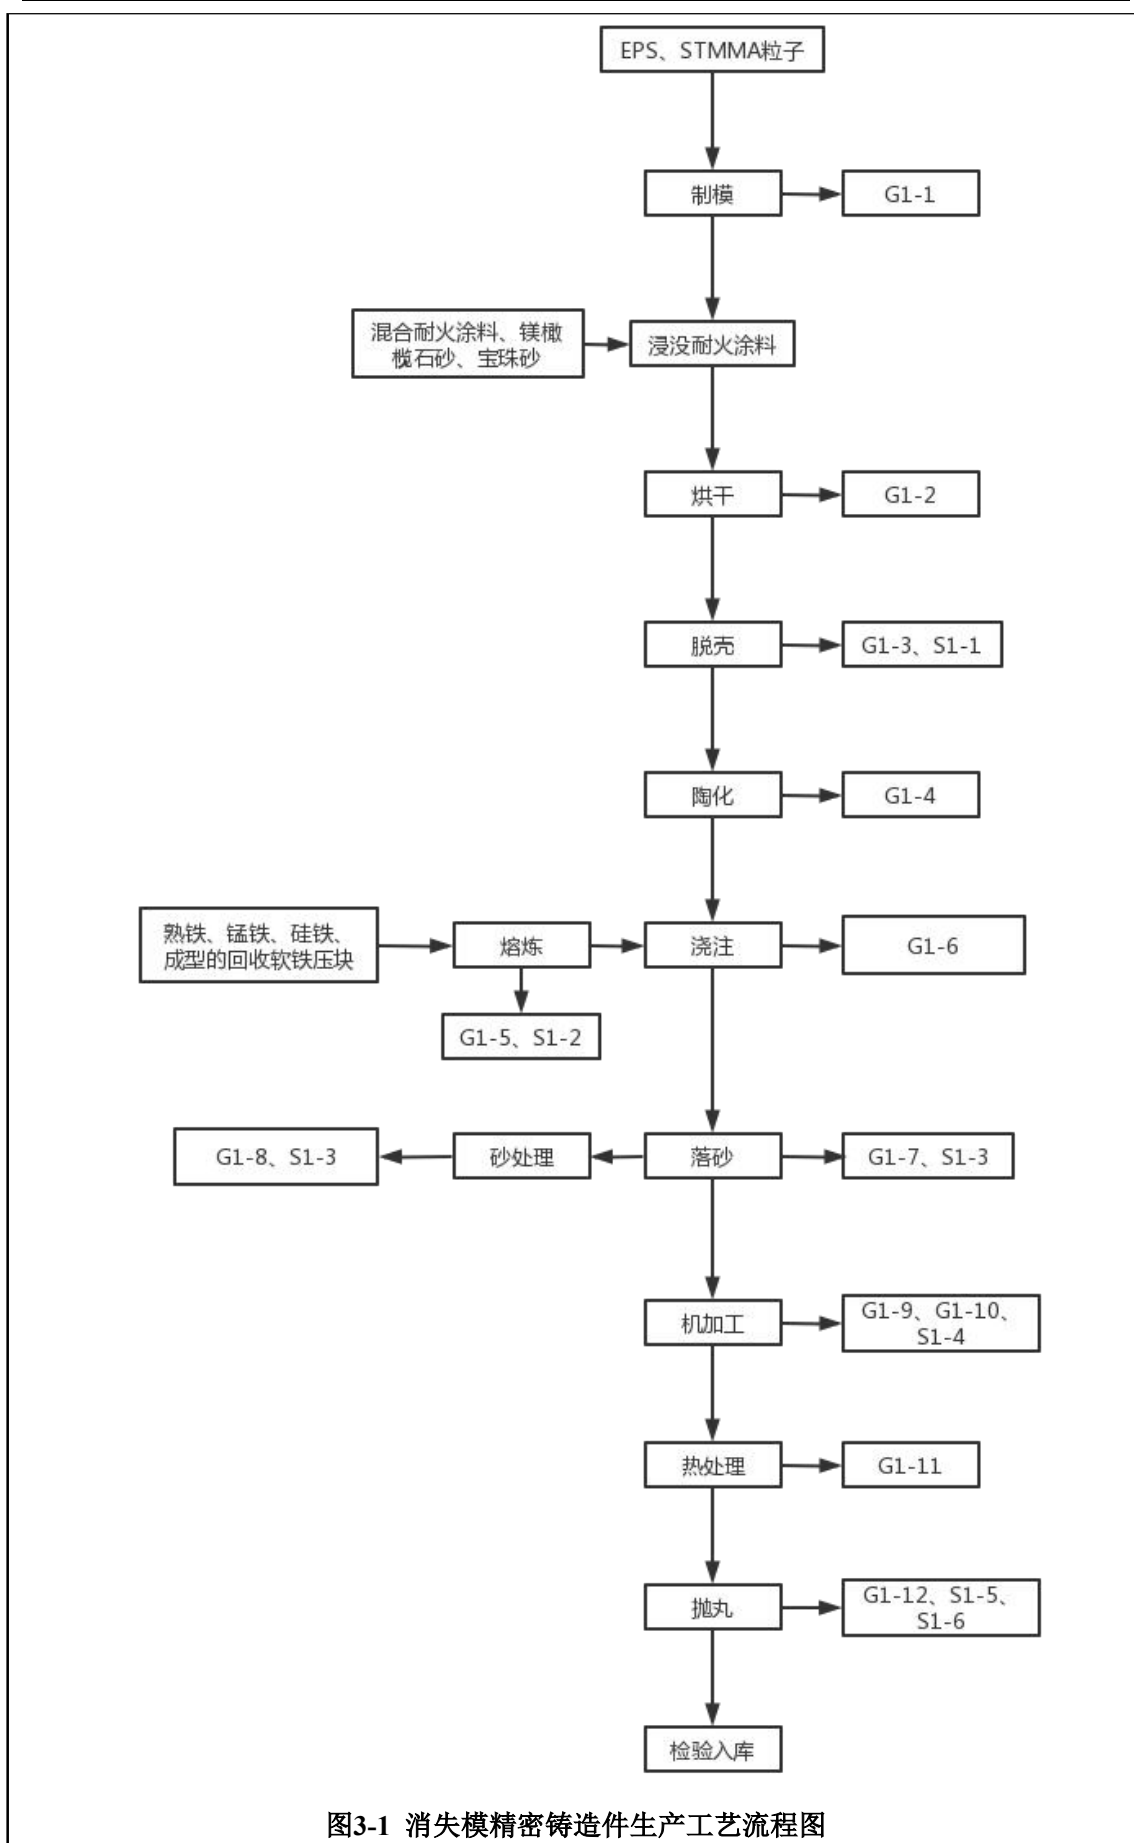 EPS、STMMA粒子
制模
G1-1
混合耐火涂料、镁橄
榄石砂、宝珠砂
浸没耐火涂料
烘干
G1-2
脱壳
G1-3、S1-1
陶化
G1-4
熟铁、锰铁、硅铁、
成型的回收软铁压块
熔炼
浇注
G1-6
G1-5、S1-2
G1-8、S1-3
砂处理
落砂
G1-7、S1-3
机加工
G1-9、G1-10、
S1-4
热处理
G1-11
抛丸
G1-12、S1-5、
S1-6
检验入库
图3-1 消失模精密铸造件生产工艺流程图